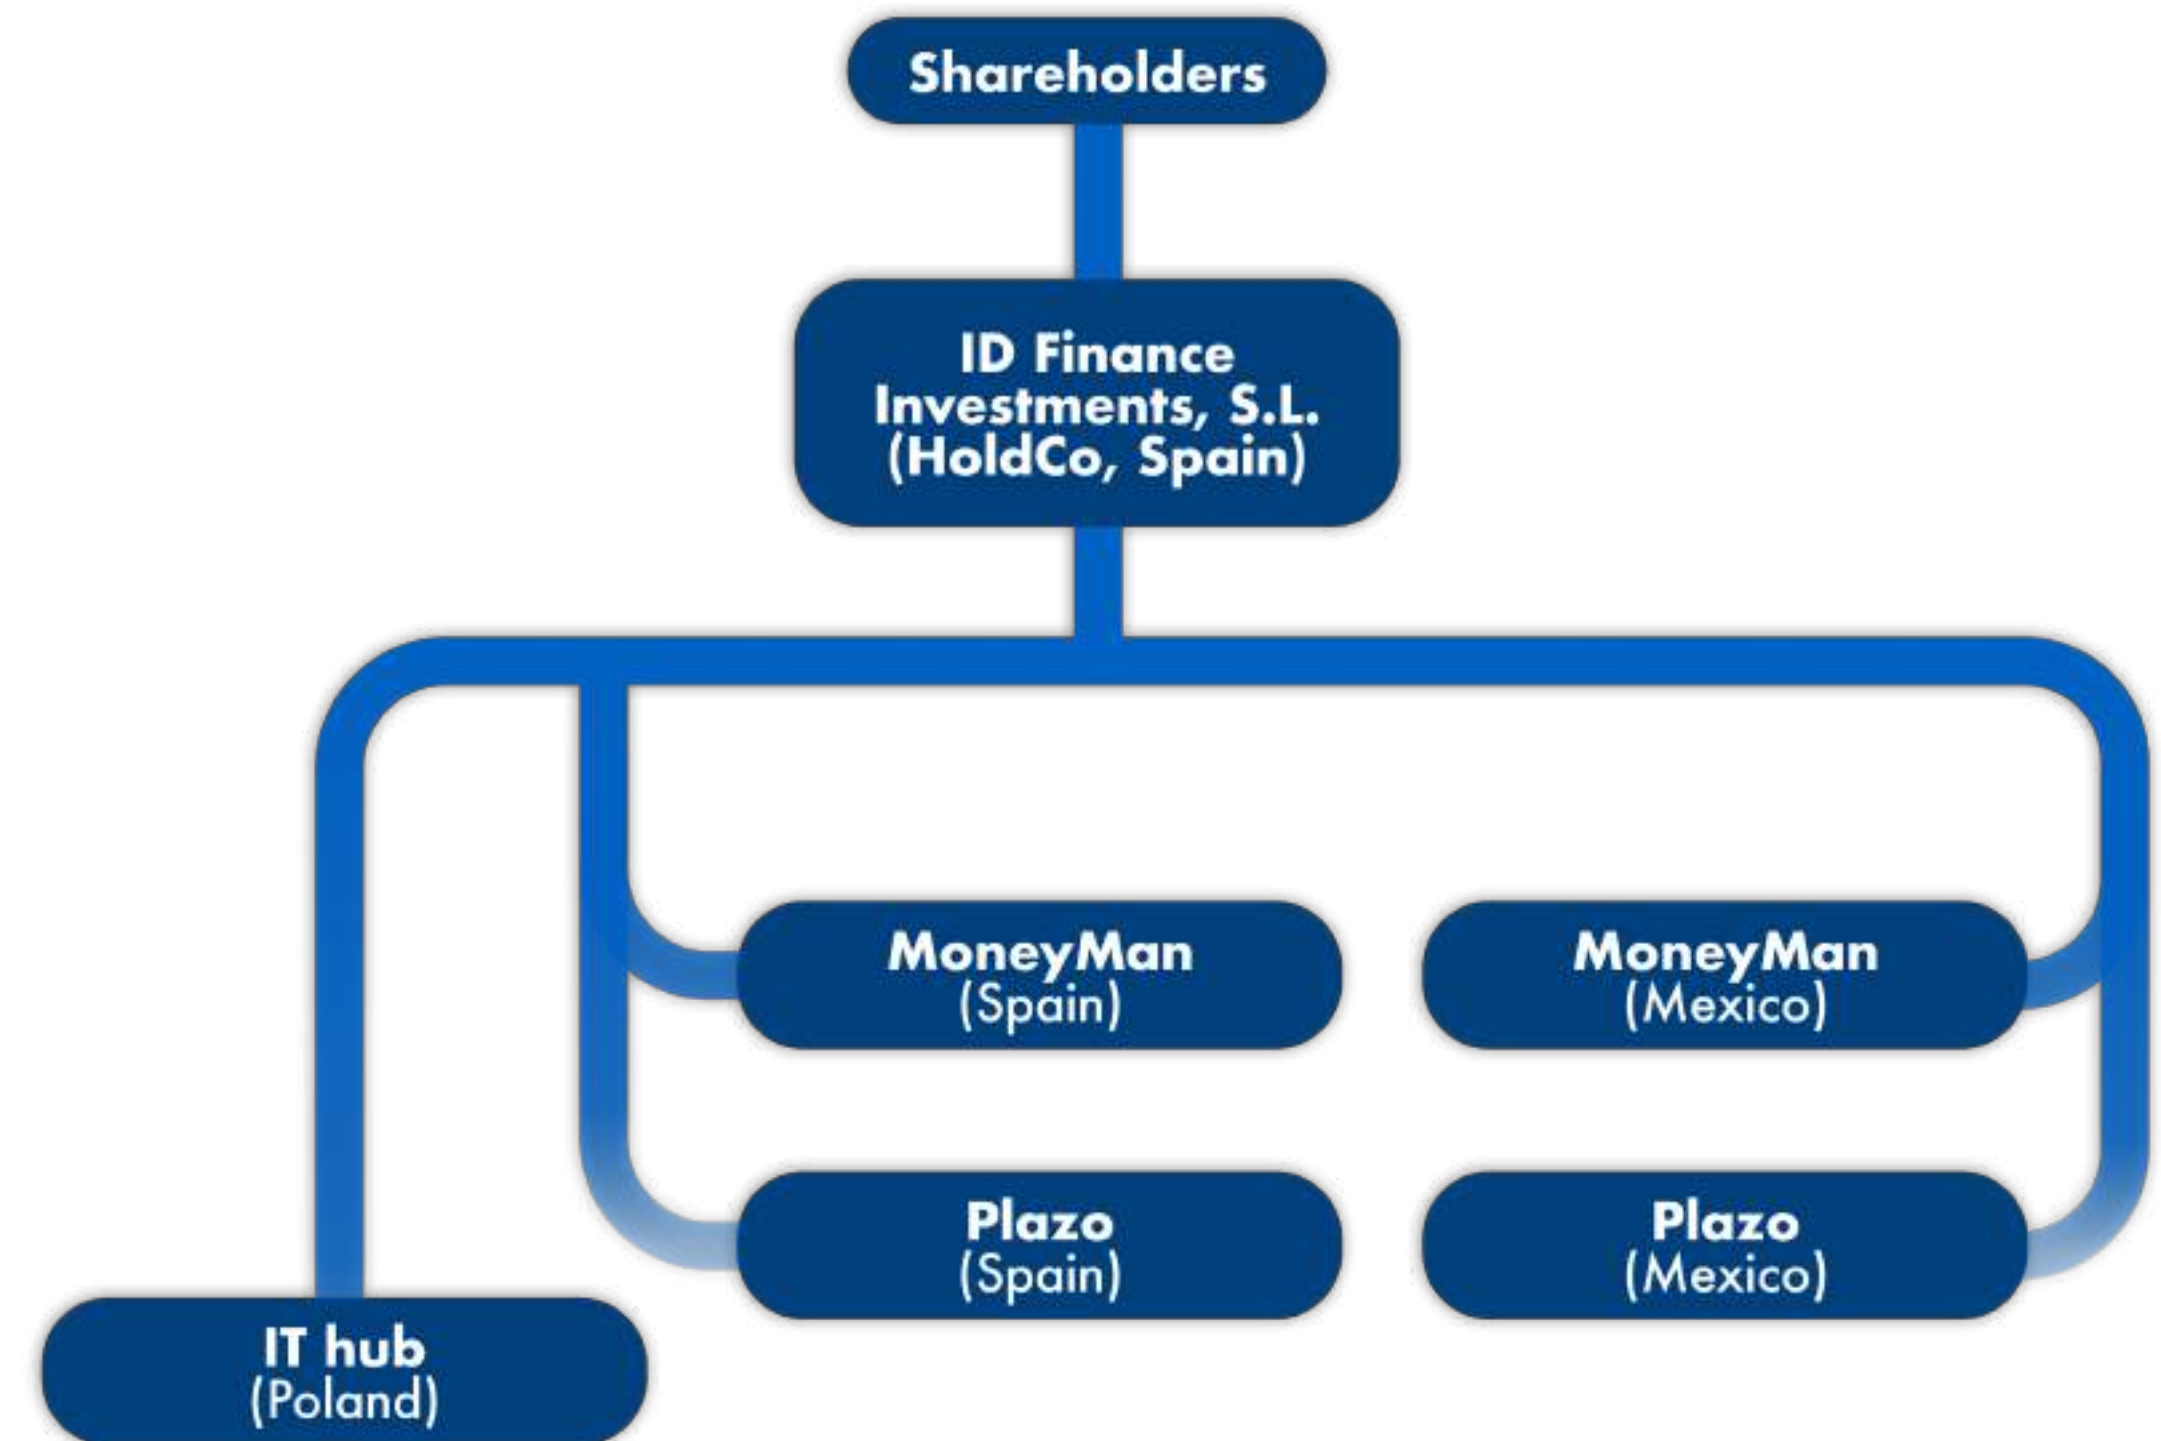 Shareholders
ID Finance
Investments, S.L.
(HoldCo, Spain)
MoneyMan
(Spain)
MoneyMan
(Mexico)
Plazo
(Spain)
Plazo
(Mexico)
IT hub
(Poland)